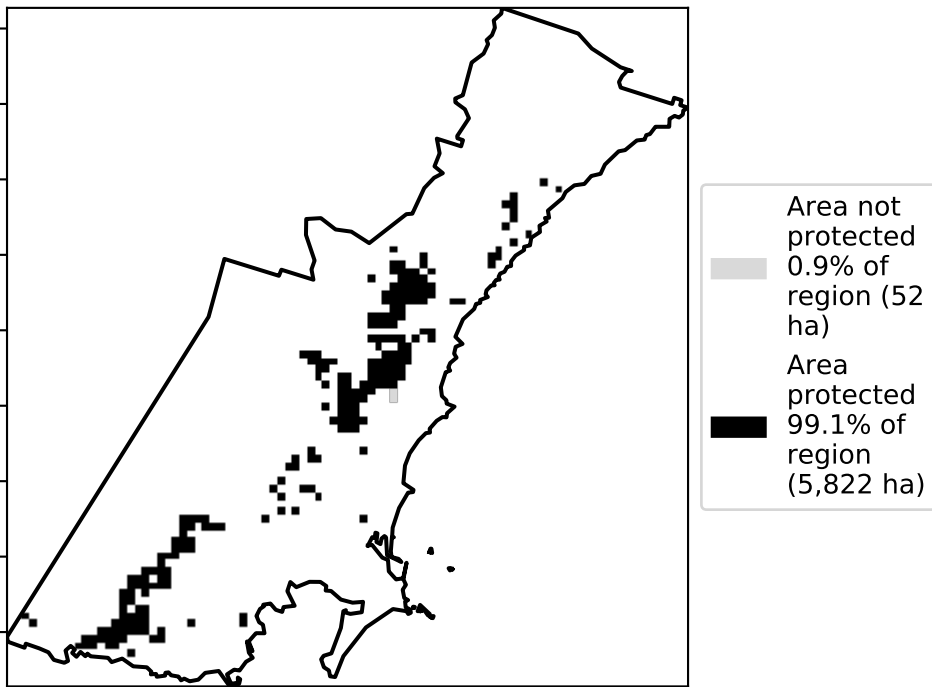 Area not
protected
0.9% of
region (52
ha)
Area
protected
99.1% of
region
(5,822 ha)